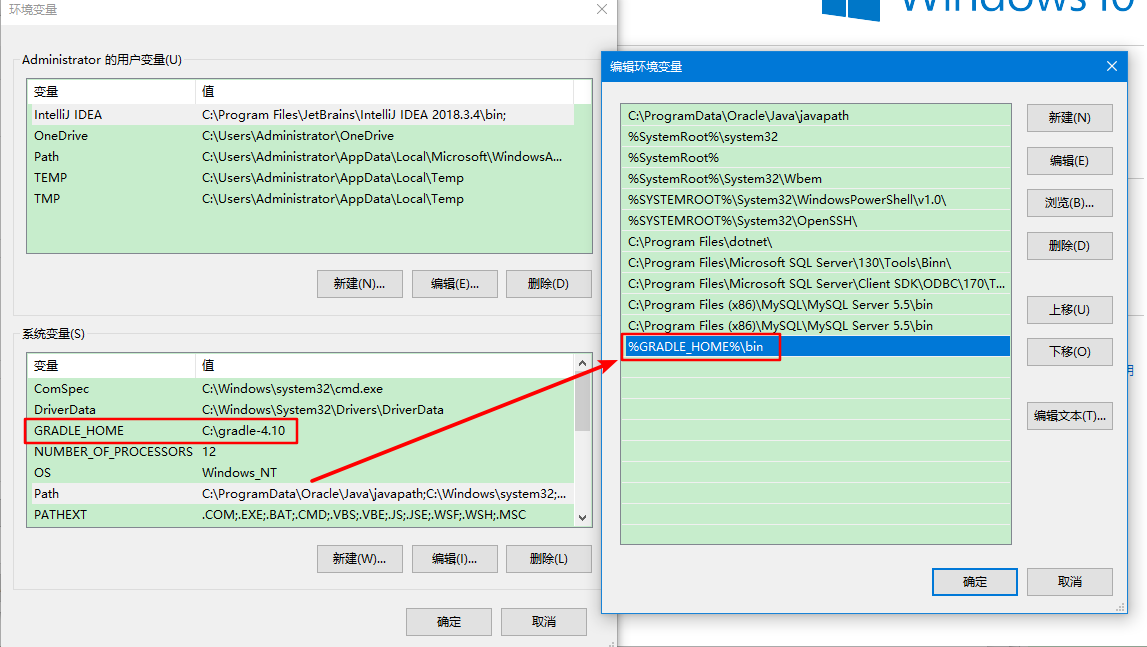 环境变量
Administrator 的用户变量(U)
变量 值
IntelliJ IDEA C:\Program Files\JetBrains\IntelliJ IDEA 2018.3.4\bin;
OneDrive C:\Users\Administrator\OneDrive
Path C:\Users\Administrator\AppData\Local\Microsoft\WindowsA...
TEMP C:\Users\Administrator\AppData\Local\Temp
TMP C:\Users\Administrator\AppData\Local\Temp
新建(N)... 编辑(E)... 删除(D)
系统变量(S)
变量 值
ComSpec C:\Windows\system32\cmd.exe
DriverData C:\Windows\System32\Drivers\DriverData
GRADLE_HOME C:\gradle-4.10
NUMBER_OF_PROCESSORS 12
OS Windows_NT
Path C:\ProgramData\Oracle\Java\javapath;C:\Windows\system32;...
PATHEXT .COM;.EXE;.BAT;.CMD;.VBS;.VBE;.JS;.JSE;.WSF;.WSH;.MSC
新建(W)... 编辑(I)... 删除(L)
确定 取消
Windows 10
编辑环境变量
C:\ProgramData\Oracle\Java\javapath
%SystemRoot%\system32
%SystemRoot%
%SystemRoot%\System32\Wbem
%SYSTEMROOT%\System32\WindowsPowerShell\v1.0\
%SYSTEMROOT%\System32\OpenSSH\
C:\Program Files\dotnet\
C:\Program Files\Microsoft SQL Server\130\Tools\Binn\
C:\Program Files\Microsoft SQL Server\Client SDK\ODBC\170\T...
C:\Program Files (x86)\MySQL\MySQL Server 5.5\bin
C:\Program Files (x86)\MySQL\MySQL Server 5.5\bin
%GRADLE_HOME%\bin
新建(N)
编辑(E)
浏览(B)...
删除(D)
上移(U)
下移(O)
编辑文本(T)...
确定 取消